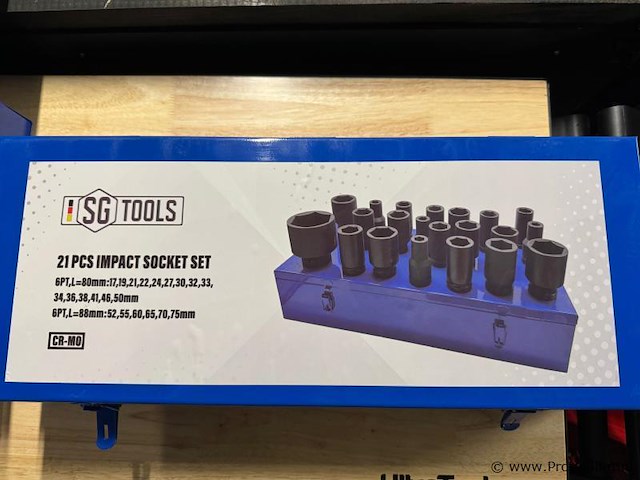 SG TOOLS
21 PCS IMPACT SOCKET SET
6PT,L=80mm:17,19,21,22,24,27,30,32,33,
34,36,38,41,46,50mm
6PT,L=88mm:52,55,60,65,70,75mm
CR-MO
© www.Pro